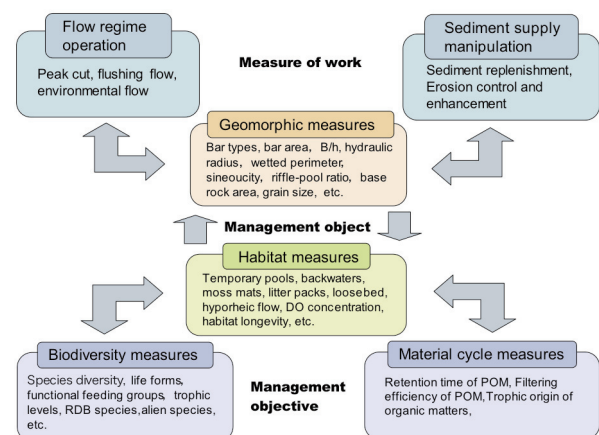 Flow regime
operation
Peak cut, flushing flow,
environmental flow
Measure of work
Sediment supply
manipulation
Sediment replenishment,
Erosion control and
enhancement
Geomorphic measures
Bar types, bar area, B/h, hydraulic
radius, wetted perimeter,
sineoucity, riffle-pool ratio, base
rock area, grain size, etc.
Management object
Habitat measures
Temporary pools, backwaters,
moss mats, litter packs, loosebed,
hyporheic flow, DO concentration,
habitat longevity, etc.
Biodiversity measures
Species diversity, life forms,
functional feeding groups, trophic
levels, RDB species,alien species,
etc.
Management
objective
Material cycle measures
Retention time of POM, Filtering
efficiency of POM,Trophic origin of
organic matters,